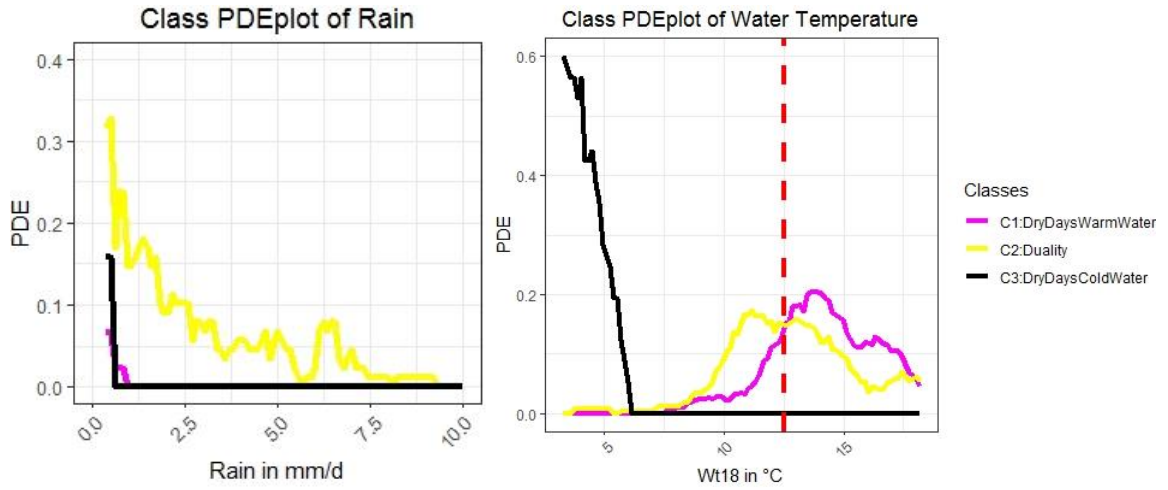 Class PDEplot of Rain
PDE
0.4
0.3
0.2
0.1
0.0
0.0
2.5
5.0
7.5
10.0
Rain in mm/d
Class PDEplot of Water Temperature
PDE
0.6
0.4
0.2
0.0
5
10
15
Wt18 in °C
Classes
C1:DryDaysWarmWater
C2:Duality
C3:DryDaysColdWater